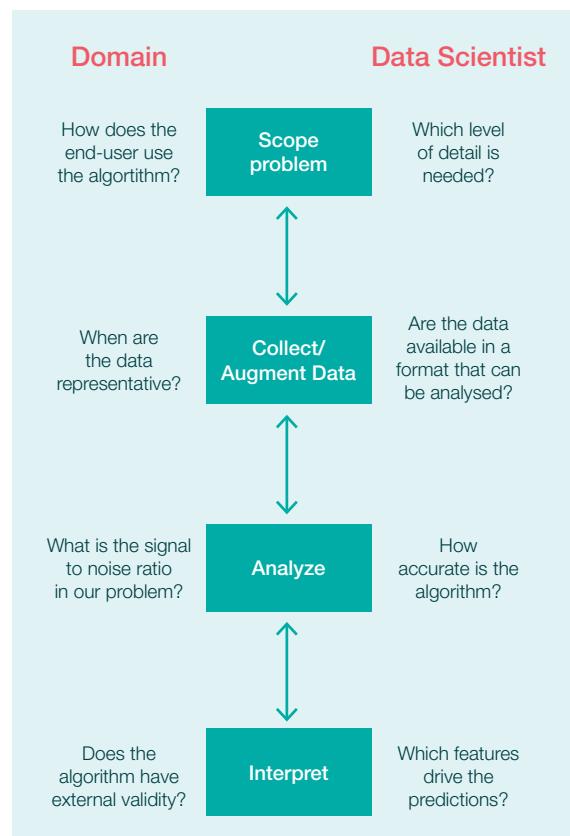 Domain
Data Scientist
How does the
end-user use
the algortithm?
Scope
problem
Which level
of detail is
needed?
When are
the data
representative?
Collect/
Augment Data
Are the data
available in a
format that can
be analysed?
What is the signal
to noise ratio
in our problem?
Analyze
How
accurate is the
algorithm?
Does the
algorithm have
external validity?
Interpret
Which features
drive the
predictions?